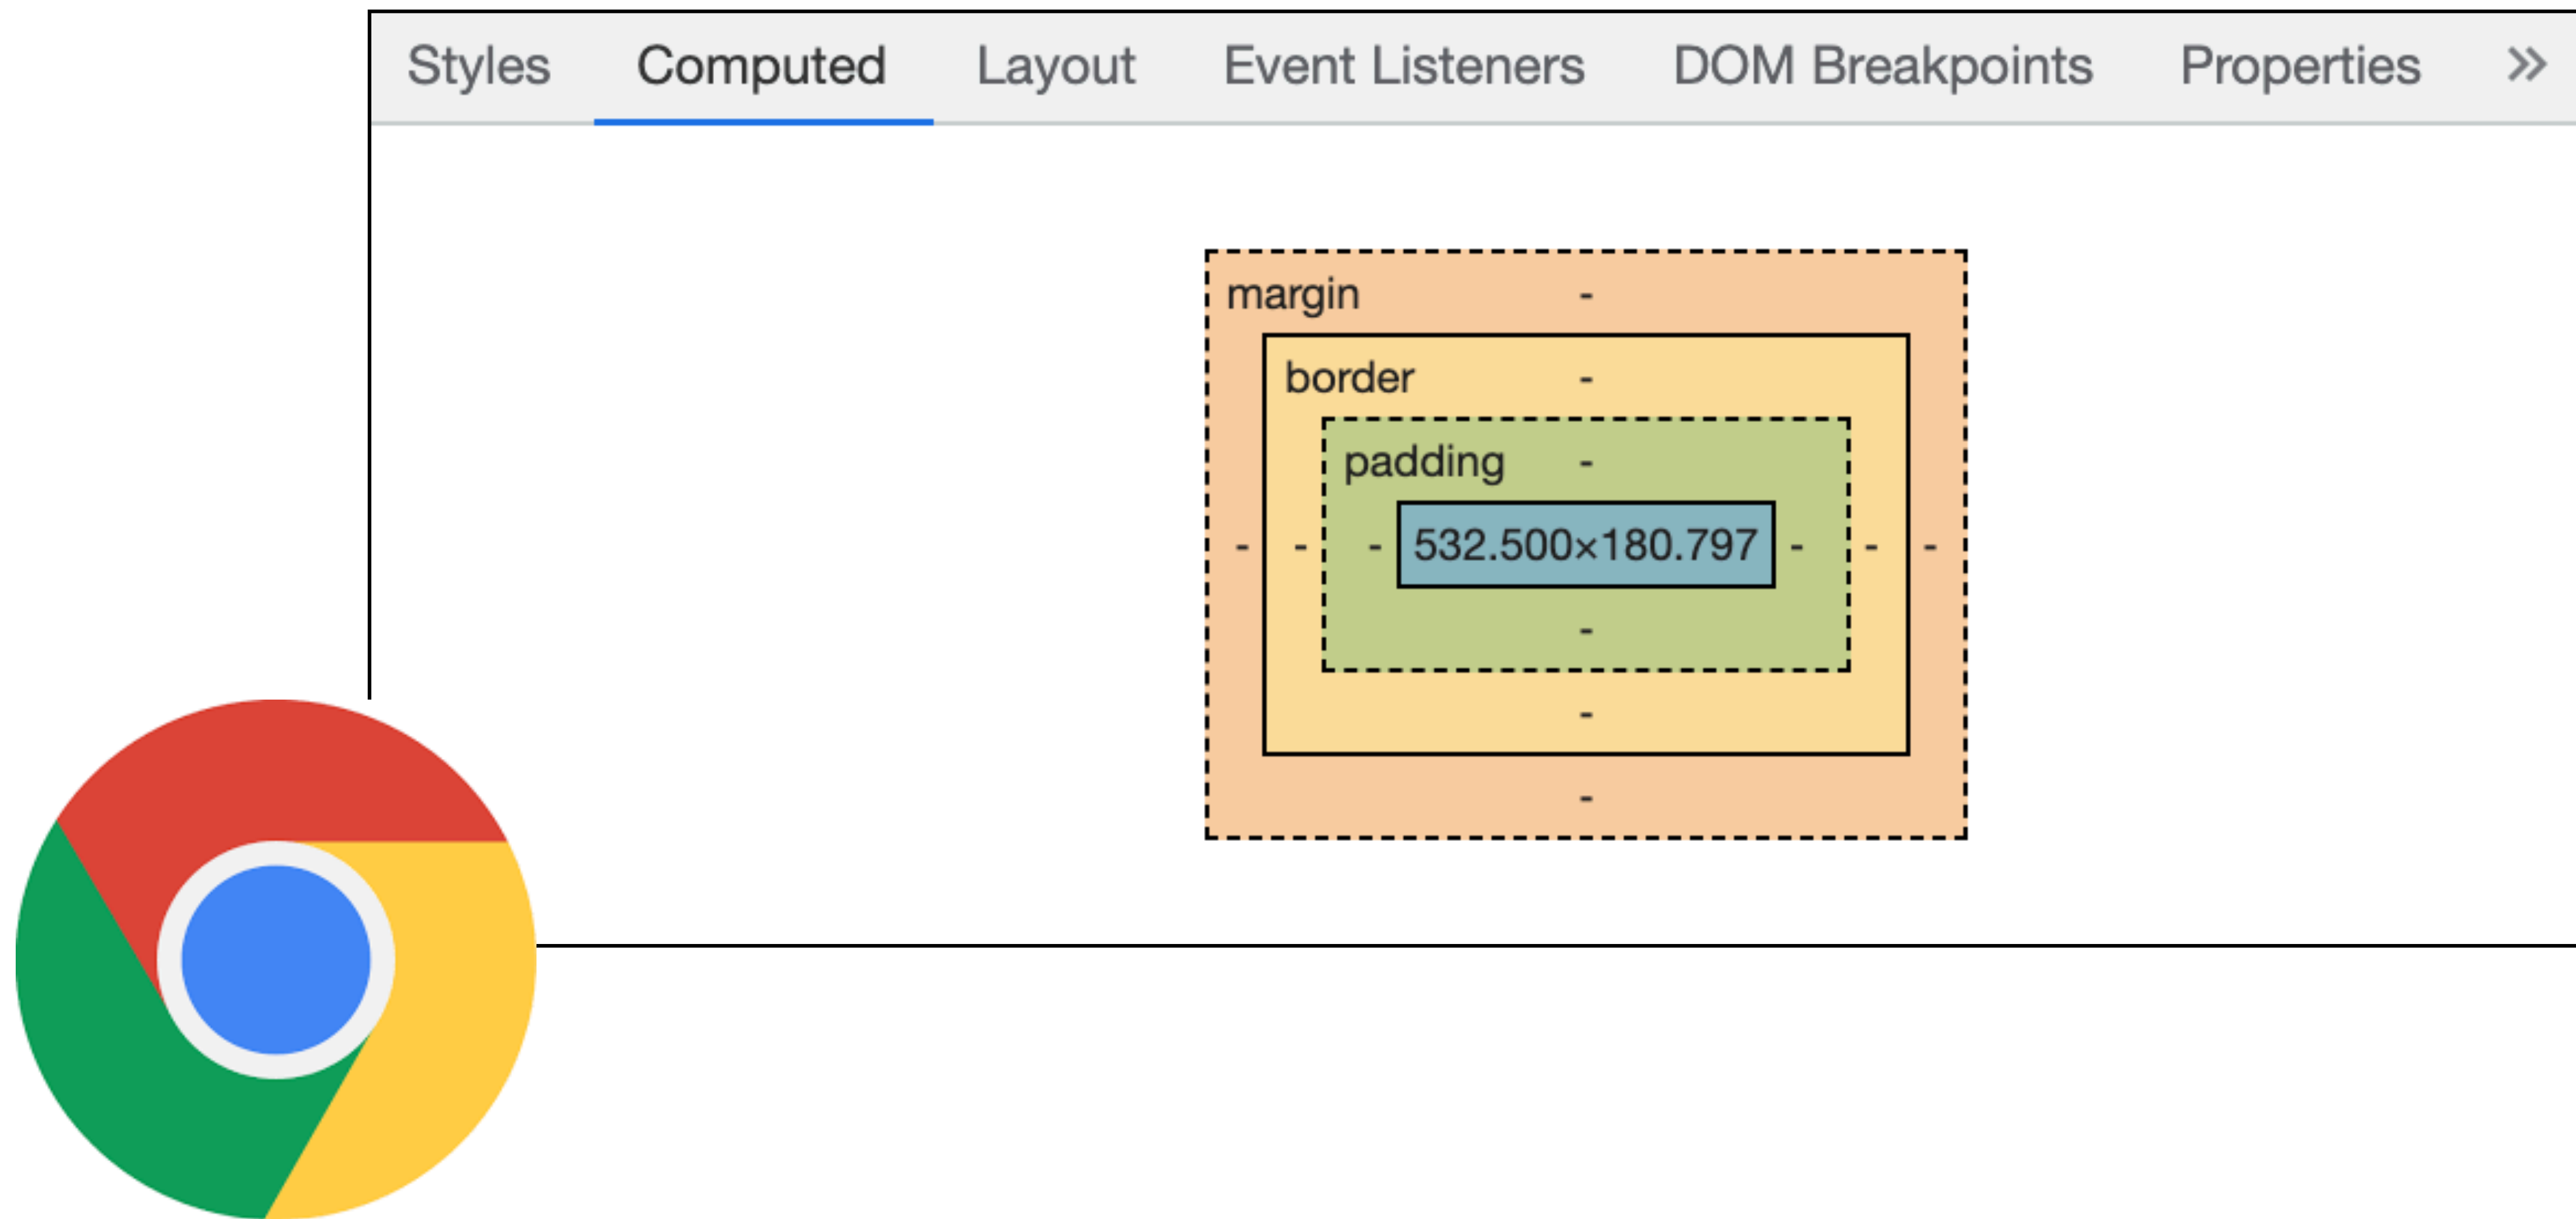 Styles Computed Layout Event Listeners DOM Breakpoints Properties »
margin -
border -
padding -
- - - 532.500×180.797 - - -
-
-
-